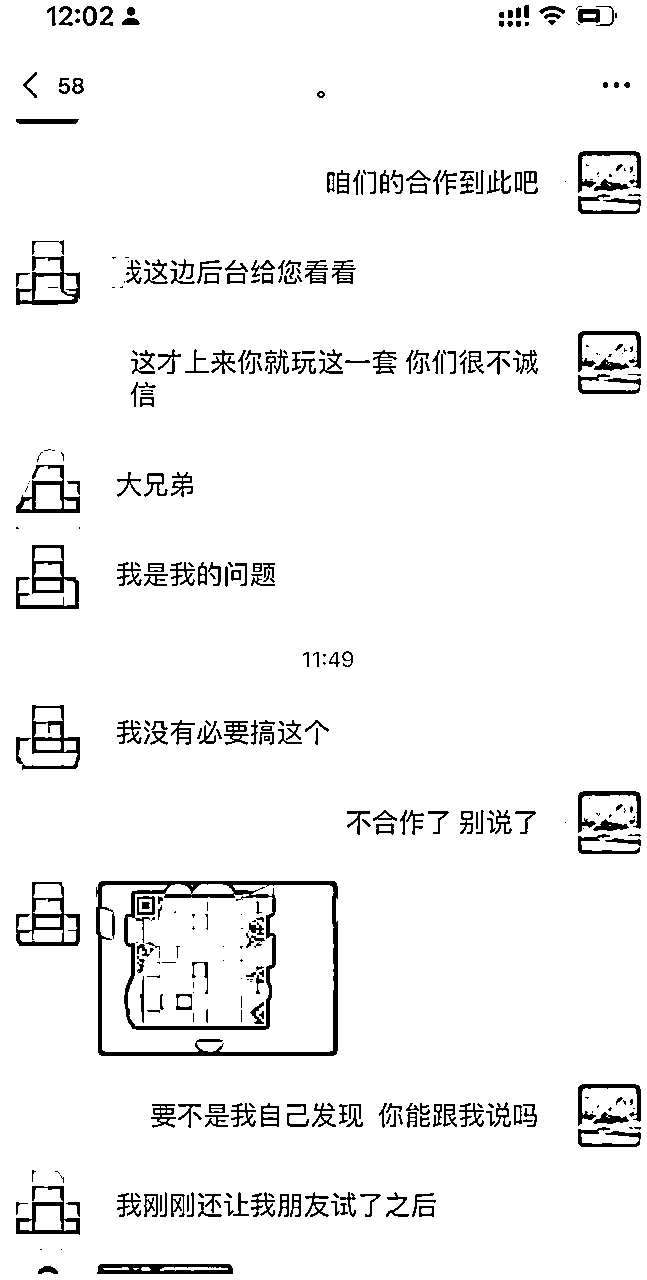 12:02
58
。
咱们的合作到此吧
我这边后台给您看看
这才上来你就玩这一套 你们很不诚
信
大兄弟
我是我的问题
11:49
我没有必要搞这个
不合作了 别说了
要不是我自己发现 你能跟我说吗
我刚刚还让我朋友试了之后